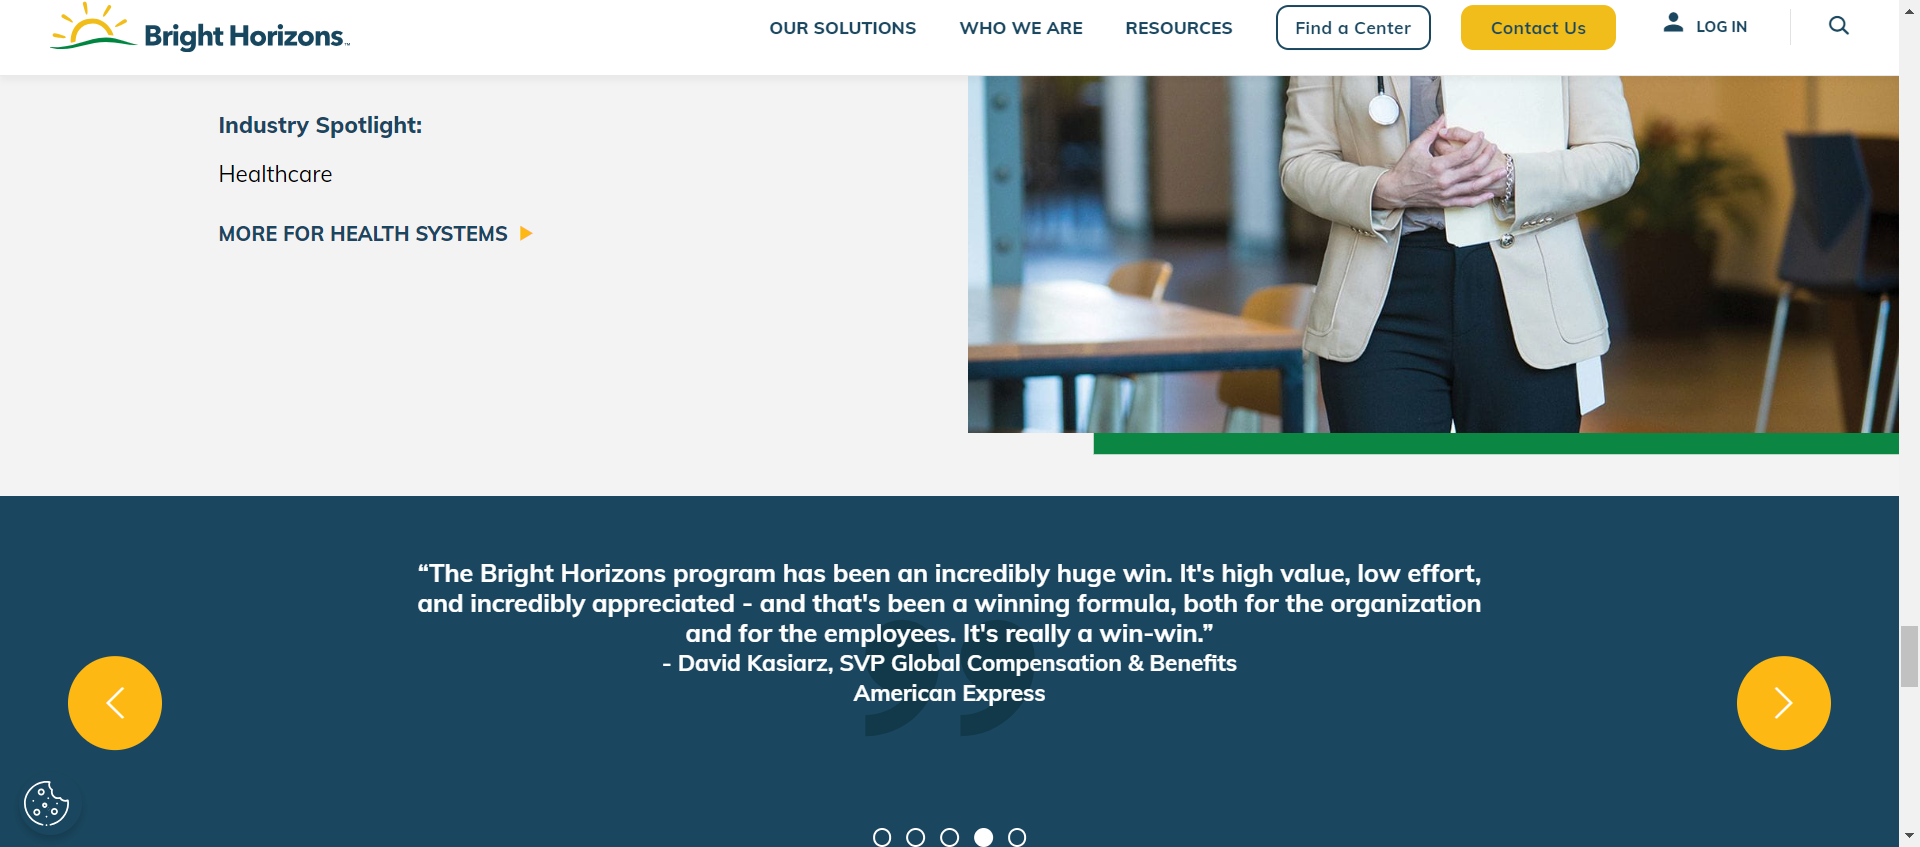 Bright Horizons™
OUR SOLUTIONS
WHO WE ARE
RESOURCES
Find a Center
Contact Us
LOG IN
Industry Spotlight:
Healthcare
MORE FOR HEALTH SYSTEMS
“The Bright Horizons program has been an incredibly huge win. It's high value, low effort,
and incredibly appreciated - and that's been a winning formula, both for the organization
and for the employees. It's really a win-win.”
- David Kasiarz, SVP Global Compensation & Benefits
American Express